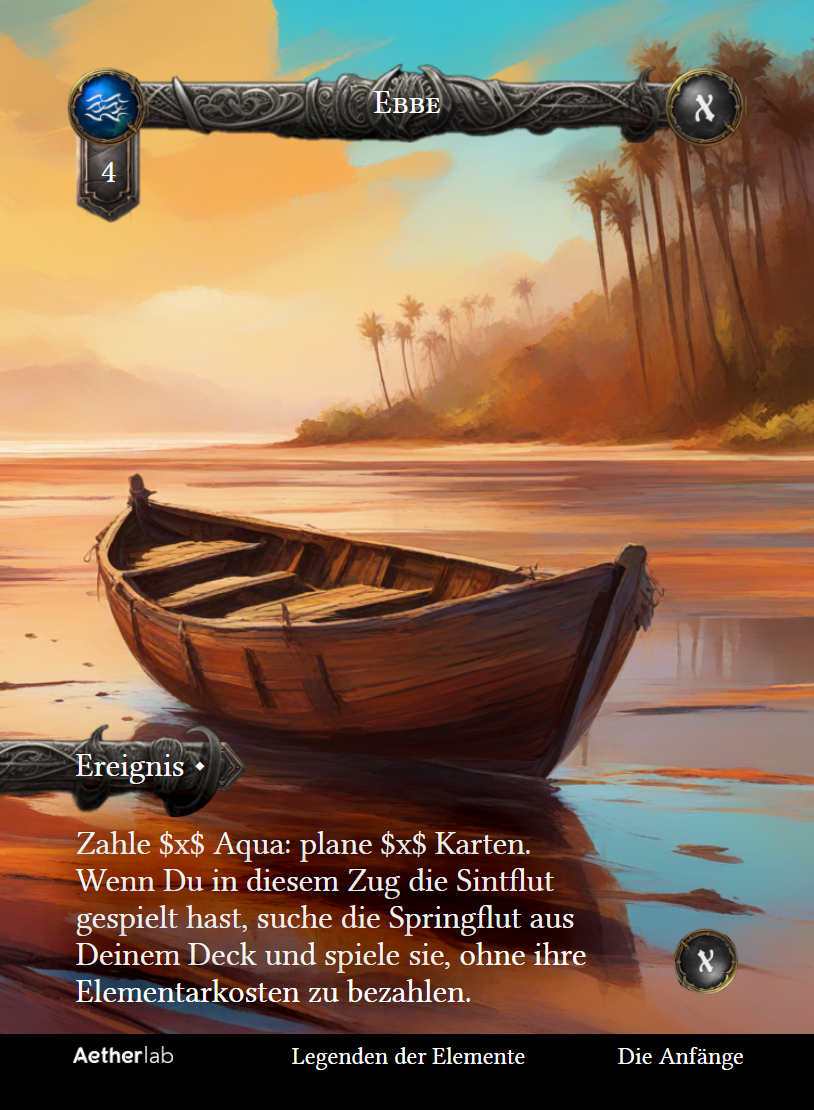 Ebbe
x
4
Ereignis •
Zahle $x$ Aqua: plane $x$ Karten.
Wenn Du in diesem Zug die Sintflut
gespielt hast, suche die Springflut aus
Deinem Deck und spiele sie, ohne ihre
Elementarkosten zu bezahlen.
x
Aetherlab Legenden der Elemente Die Anfänge